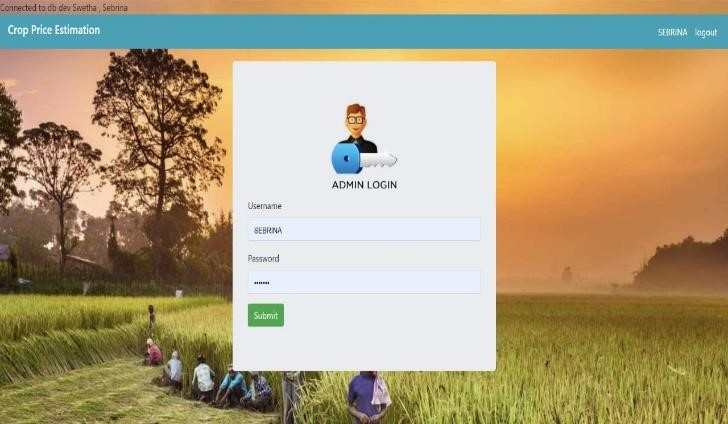 Connected to db dev Swetha , Sebrina
Crop Price Estimation
SEBRINA logout
ADMIN LOGIN
Username
SEBRINA
Password
•••••••
Submit